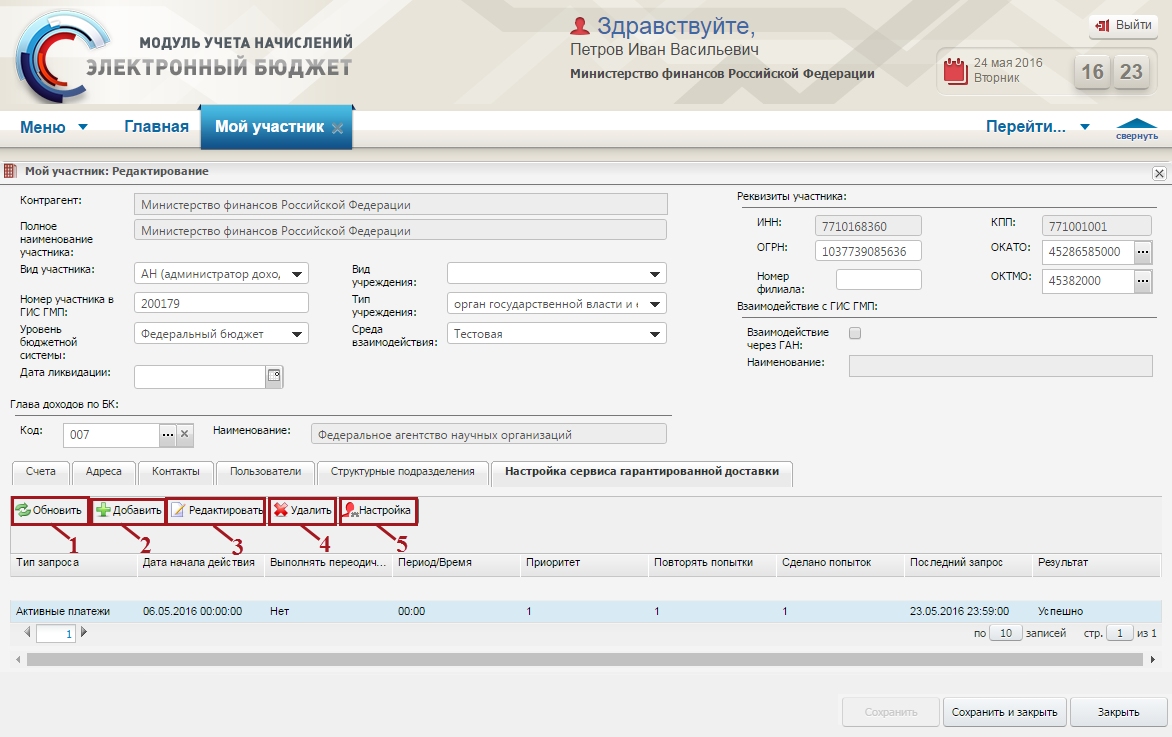 МОДУЛЬ УЧЕТА НАЧИСЛЕНИЙ
ЭЛЕКТРОННЫЙ БЮДЖЕТ
Здравствуйте,
Петров Иван Васильевич
Министерство финансов Российской Федерации
Выйти
24 мая 2016
Вторник
16 23
Меню Главная Мой участник Перейти... свернуть
Мой участник: Редактирование
Контрагент: Министерство финансов Российской Федерации
Полное
наименование
участника:
Министерство финансов Российской Федерации
Вид участника: АН (администратор дохо,
Вид
учреждения:
Номер участника в
ГИС ГМП:
200179
Тип
учреждения:
орган государственной власти и
Уровень
бюджетной
системы:
Федеральный бюджет
Среда
взаимодействия:
Тестовая
Дата ликвидации:
Реквизиты участника:
ИНН: 7710168360 КПП: 771001001
ОГРН: 1037739085636 ОКАТО: 45286585000 ...
Номер
филиала:
ОКТМО: 45382000 ...
Взаимодействие с ГИС ГМП:
Взаимодействие
через ГАН:
Наименование:
Глава доходов по БК:
Код: 007 ... Наименование: Федеральное агентство научных организаций
Счета Адреса Контакты Пользователи Структурные подразделения Настройка сервиса гарантированной доставки
Обновить Добавить Редактировать Удалить Настройка
1 2 3 4 5
Тип запроса Дата начала действия Выполнять переодич... Период/Время Приоритет Повторять попытки Сделано попыток Последний запрос Результат
Активные платежи 06.05.2016 00:00:00 Нет 00:00 1 1 1 23.05.2016 23:59:00 Успешно
1 по 10 записей стр. 1 из 1
Сохранить Сохранить и закрыть Закрыть